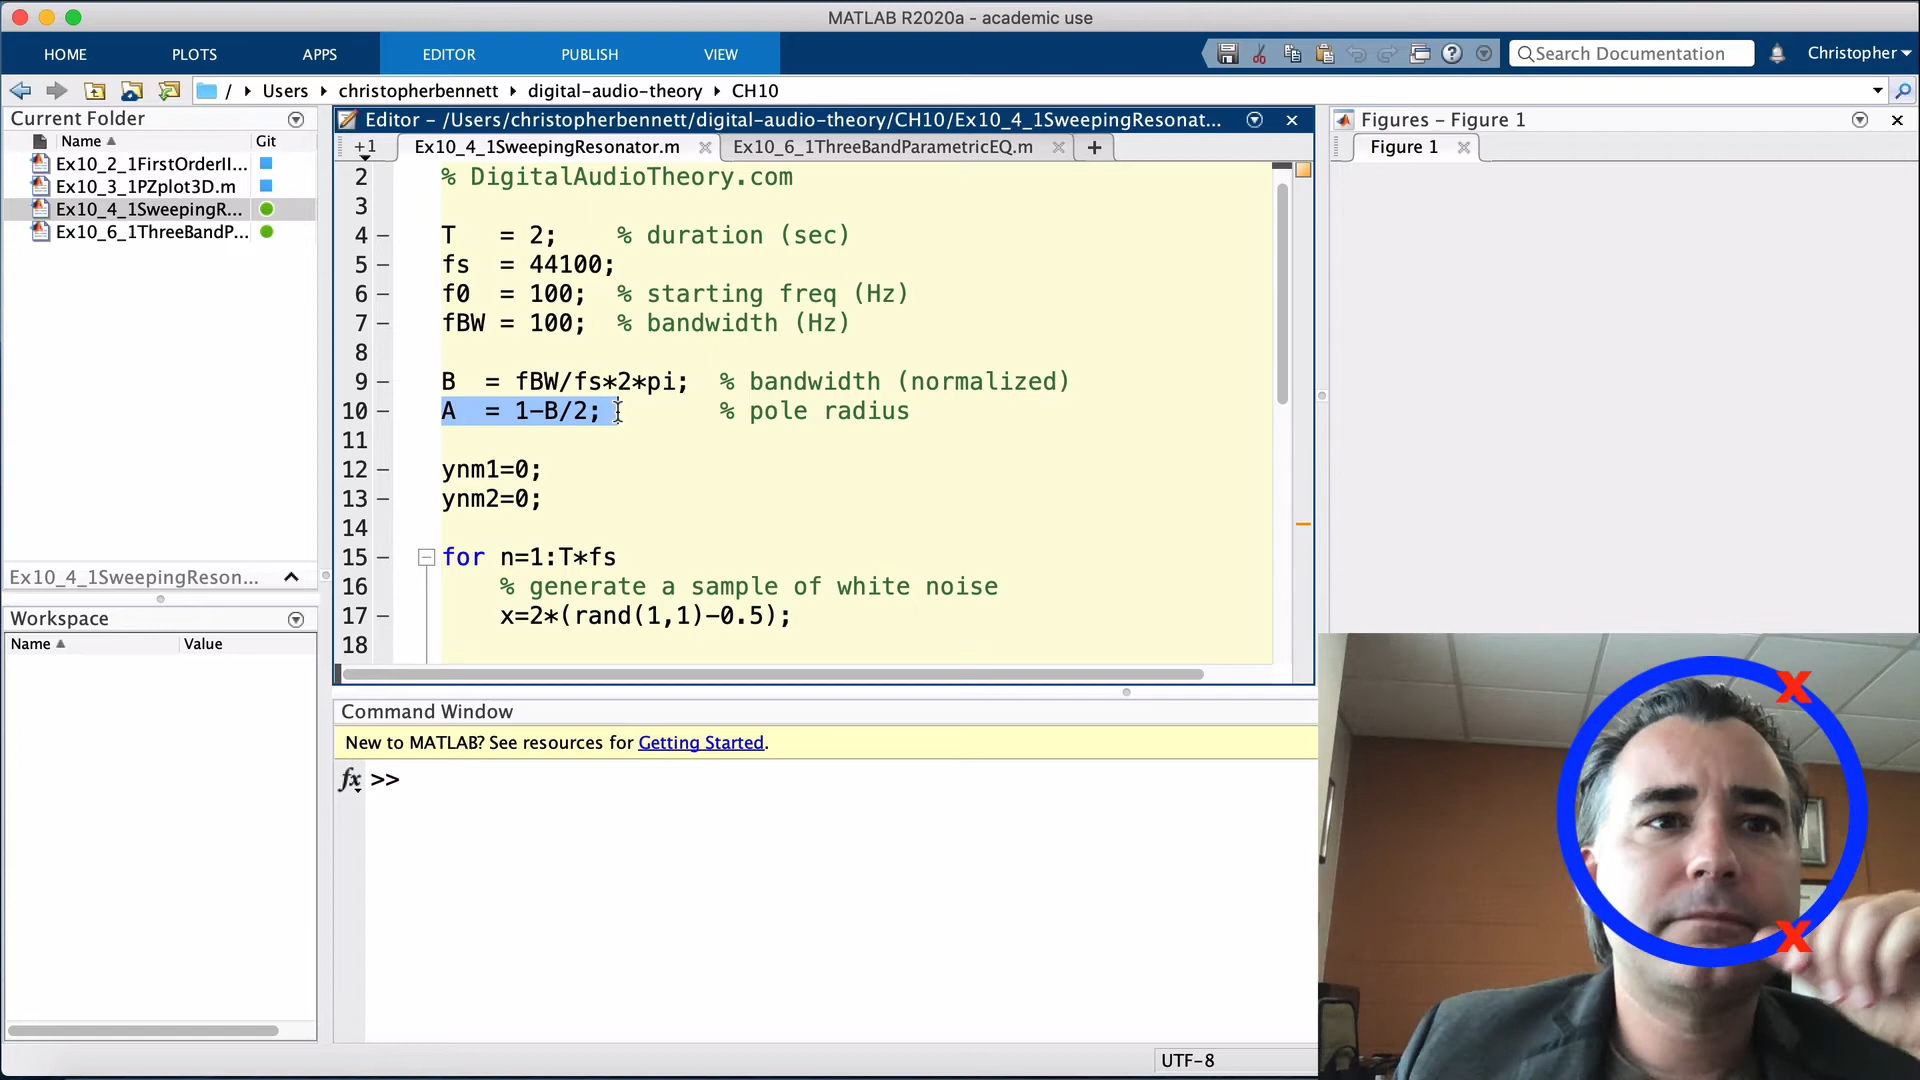 MATLAB R2020a - academic use
HOME PLOTS APPS EDITOR PUBLISH VIEW Search Documentation Christopher
/ Users christopherbennett digital-audio-theory CH10
Current Folder
Name Git
Ex10_2_1FirstOrderII...
Ex10_3_1PZplot3D.m
Ex10_4_1SweepingR...
Ex10_6_1ThreeBandP...
Ex10_4_1SweepingReson...
Workspace
Name Value
Editor - /Users/christopherbennett/digital-audio-theory/CH10/Ex10_4_1SweepingResonat...
+1 Ex10_4_1SweepingResonator.m Ex10_6_1ThreeBandParametricEQ.m +
2 % DigitalAudioTheory.com
3
4 - T = 2; % duration (sec)
5 - fs = 44100;
6 - f0 = 100; % starting freq (Hz)
7 - fBW = 100; % bandwidth (Hz)
8
9 - B = fBW/fs*2*pi; % bandwidth (normalized)
10 - A = 1-B/2; % pole radius
11
12 - ynm1=0;
13 - ynm2=0;
14
15 - for n=1:T*fs
16 % generate a sample of white noise
17 - x=2*(rand(1,1)-0.5);
18
Command Window
New to MATLAB? See resources for Getting Started.
fx >>
UTF-8
Figures - Figure 1
Figure 1
X
X